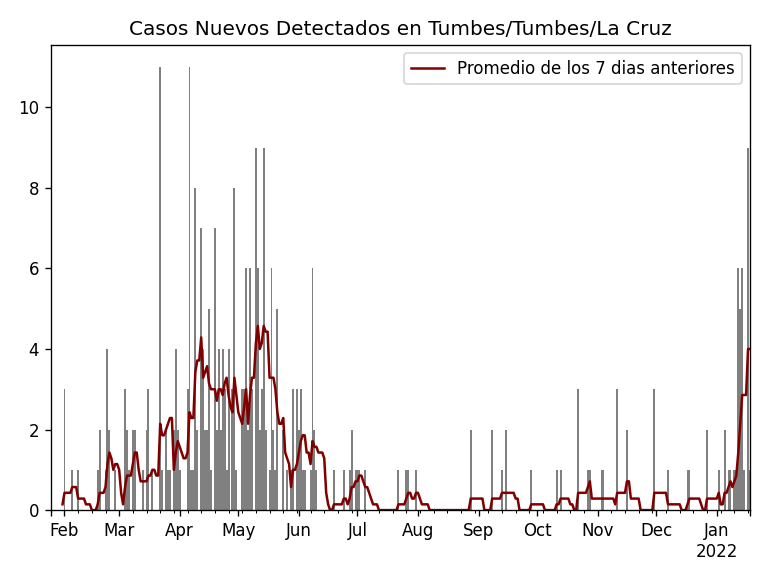 Casos Nuevos Detectados en Tumbes/Tumbes/La Cruz
Promedio de los 7 dias anteriores
10
8
6
4
2
0
Feb Mar Apr May Jun Jul Aug Sep Oct Nov Dec Jan
2022